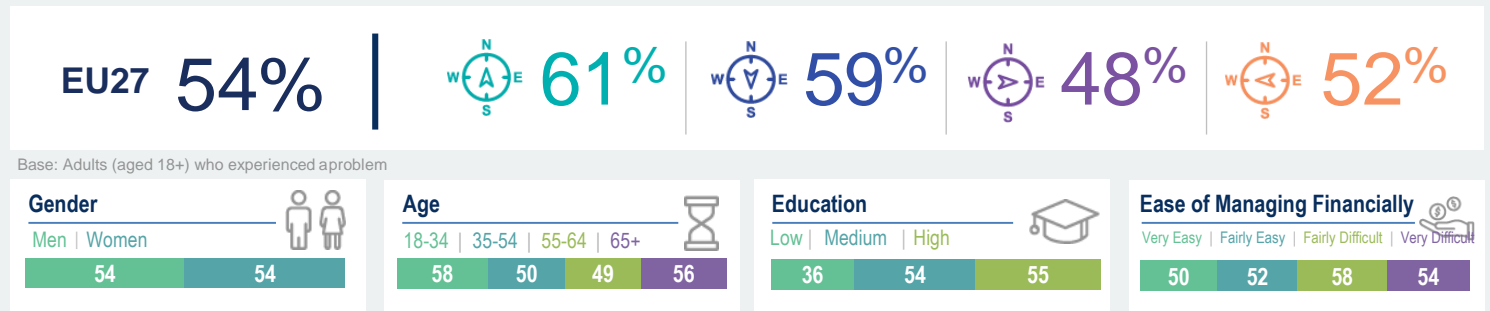 EU27 54%
N
W E
S
61%
N
W E
S
59%
N
W E
S
48%
N
W E
S
52%
Base: Adults (aged 18+) who experienced aproblem
Gender
Men | Women
54 54
Age
18-34 | 35-54 | 55-64 | 65+
58 50 49 56
Education
Low | Medium | High
36 54 55
Ease of Managing Financially
Very Easy | Fairly Easy | Fairly Difficult | Very Difficult
50 52 58 54